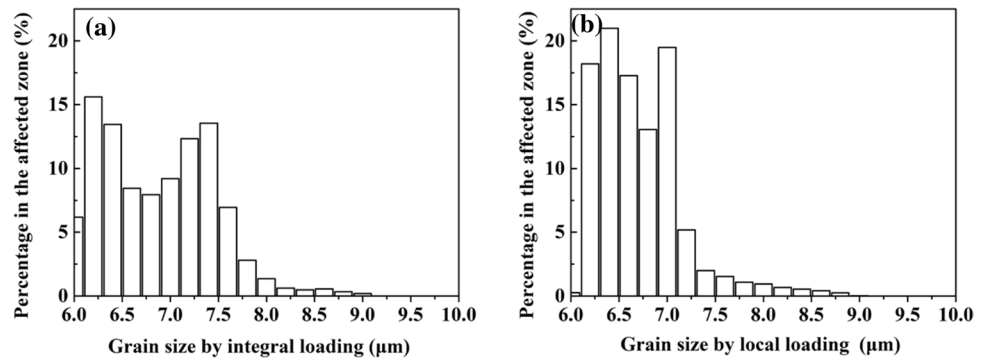 (a)
Percentage in the affected zone (%)
20
15
10
5
0
6.0 6.5 7.0 7.5 8.0 8.5 9.0 9.5 10.0
Grain size by integral loading (μm)
(b)
Percentage in the affected zone (%)
20
15
10
5
0
6.0 6.5 7.0 7.5 8.0 8.5 9.0 9.5 10.0
Grain size by local loading (μm)